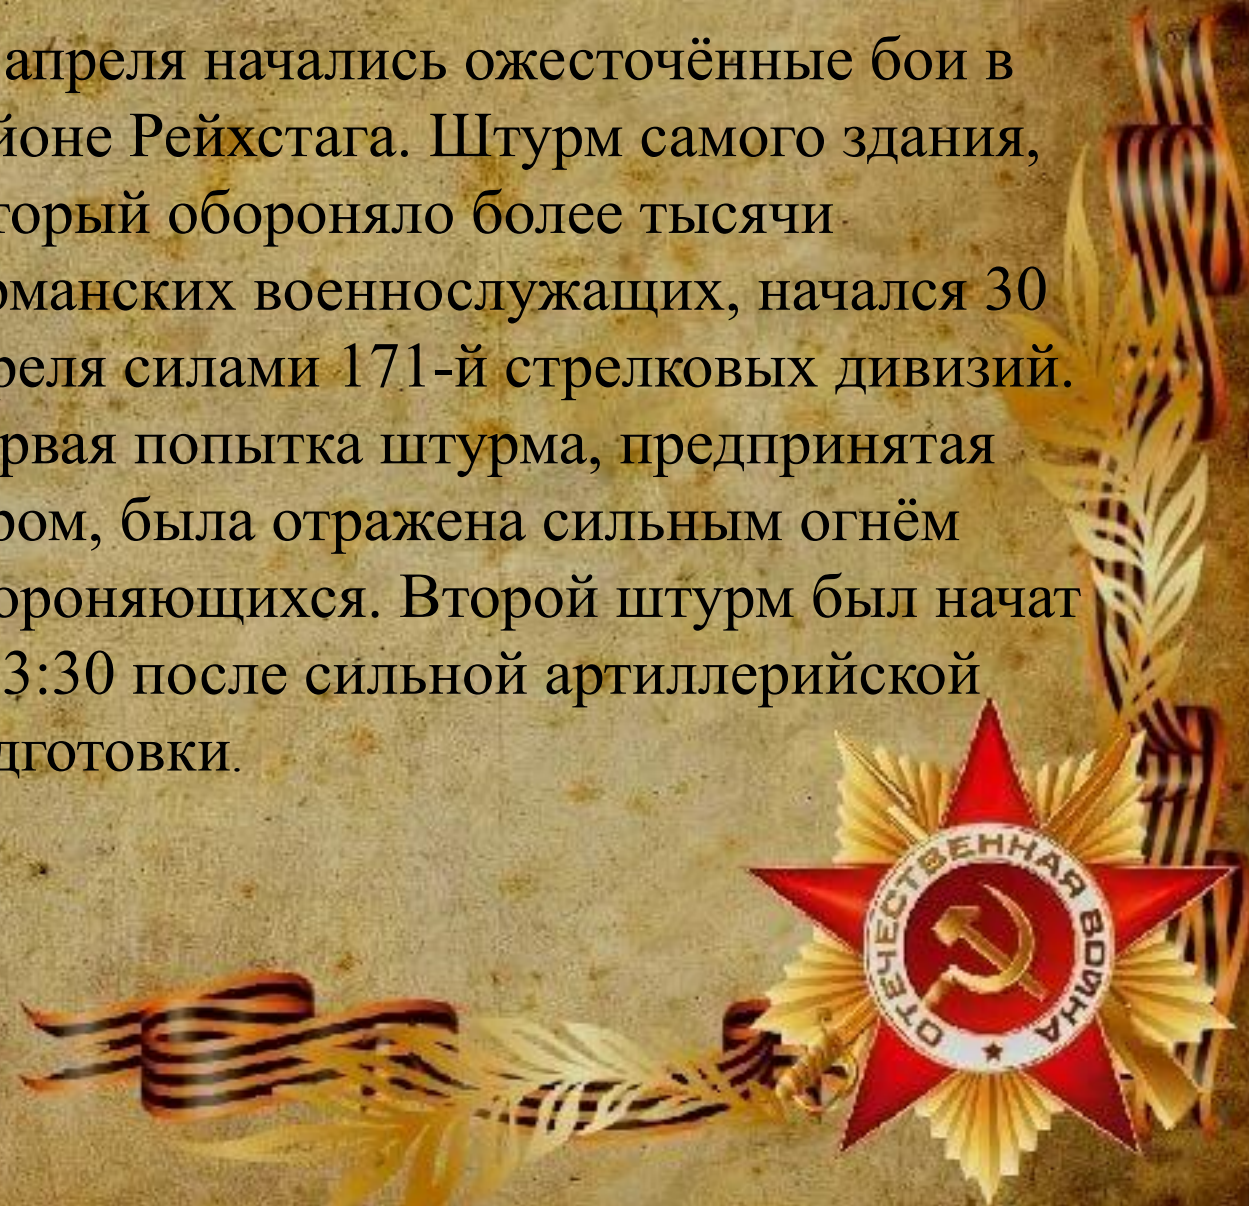 апреля начались ожесточённые бои в
йоне Рейхстага. Штурм самого здания,
торый обороняло более тысячи
рманских военнослужащих, начался 30
реля силами 171-й стрелковых дивизий.
рвая попытка штурма, предпринятая
ром, была отражена сильным огнём
ороняющихся. Второй штурм был начат
3:30 после сильной артиллерийской
дготовки.
ОТЕЧЕСТВЕННАЯ ВОЙНА